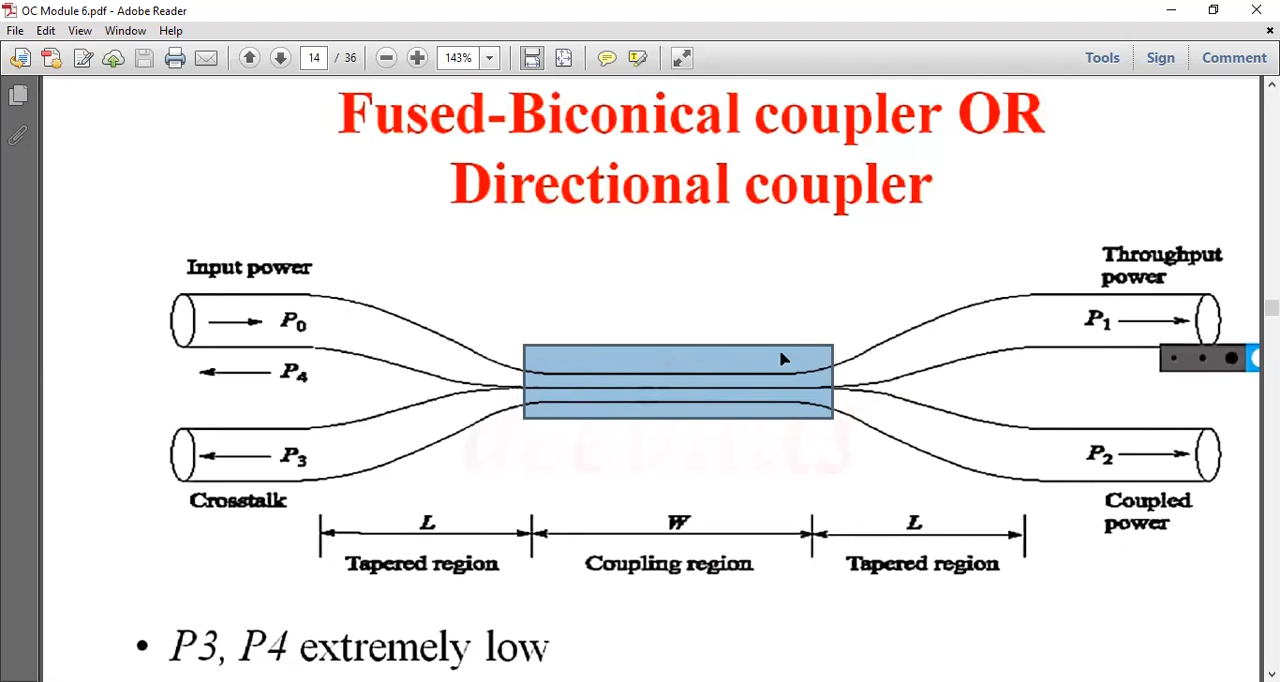 OC Module 6.pdf - Adobe Reader
File Edit View Window Help
14 / 36 143% Tools Sign Comment
Fused-Biconical coupler OR
Directional coupler
Input power
Throughput
power
P0
P1
P4
P3
P2
Crosstalk
Coupled
power
L W L
Tapered region Coupling region Tapered region
• P3, P4 extremely low